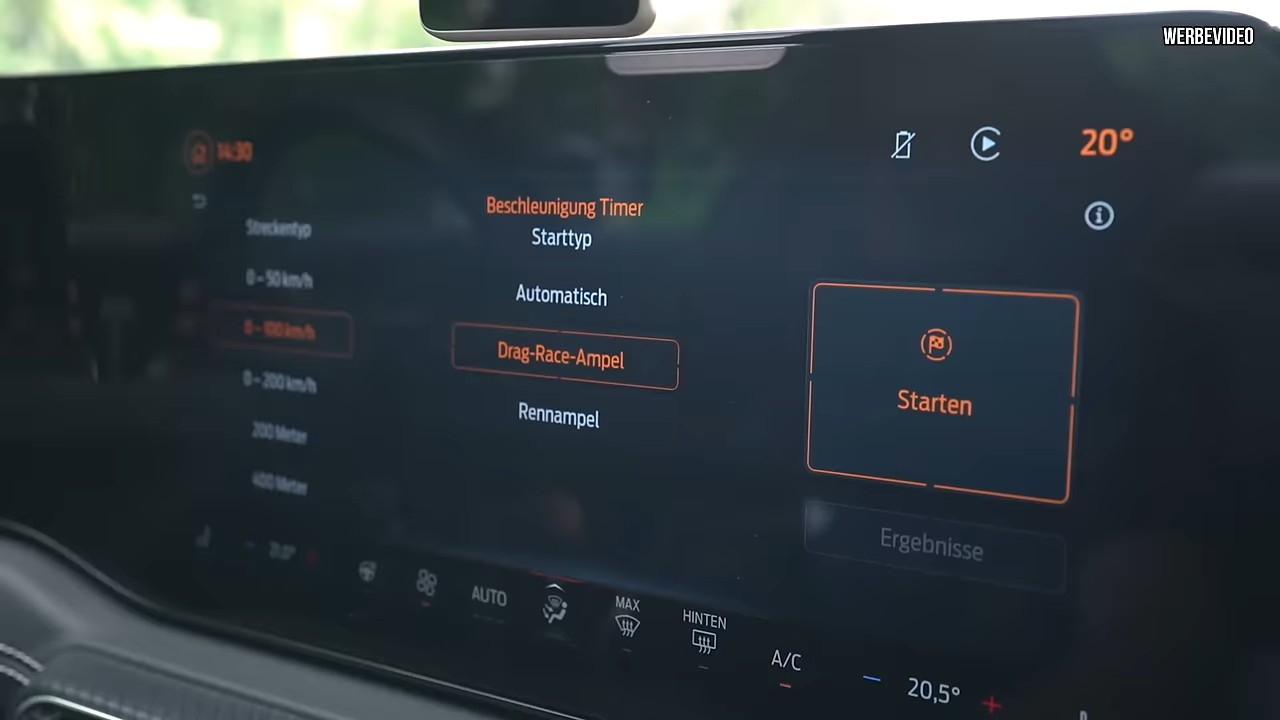 WERBEVIDEO
14:30
20°
Beschleunigung Timer
Streckentyp
Starttyp
0 – 50 km/h
Automatisch
0 – 100 km/h
Drag-Race-Ampel
Starten
0 – 200 km/h
Rennampel
200 Meter
400 Meter
Ergebnisse
AUTO
MAX
HINTEN
A/C
20,5°